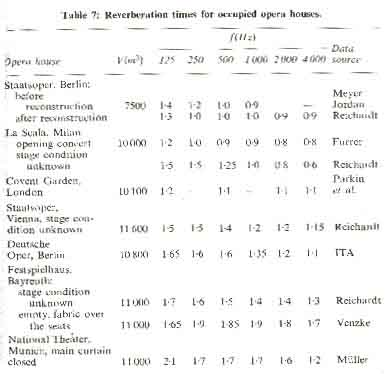 Table 7: Reverberation times for occupied opera houses.
f(Hz)
Opera house V(m³) 125 250 500 1 000 2 000 4 000 Data source
Staatsoper, Berlin:
before reconstruction 7500 1·4 1·2 1·0 0·9 — Meyer Jordan
after reconstruction 1·3 1·0 1·0 1·0 0·9 0·9 Reichardt
La Scala, Milan
opening concert 10 000 1·2 1·0 0·9 0·9 0·8 0·8 Furrer
stage condition
unknown 1·5 1·5 1·25 1·0 0·8 0·6 Reichardt
Covent Garden,
London 10 100 1·2 – 1·1 — 1·1 1·1 Parkin et al.
Staatsoper,
Vienna, stage con-
dition unknown 11 600 1·5 1·5 1·4 1·2 1·2 1·15 Reichardt
Deutsche
Oper, Berlin 10 800 1·65 1·6 1·6 1·35 1·2 1·1 ITA
Festspielhaus,
Bayreuth:
stage condition
unknown 11 000 1·7 1·6 1·5 1·4 1·4 1·3 Reichardt
empty, fabric over
the seats 11 000 1·65 1·9 1·85 1·9 1·8 1·7 Venzke
National Theater,
Munich, main curtain
closed 11 000 2·1 1·7 1·7 1·7 1·6 1·2 Müller